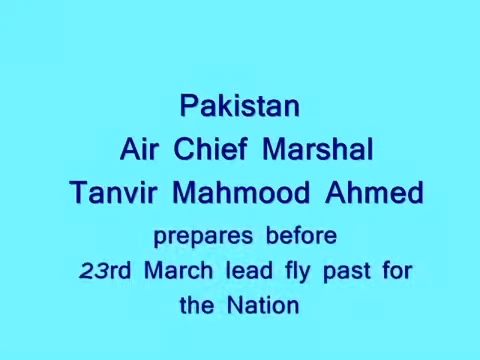 Pakistan
Air Chief Marshal
Tanvir Mahmood Ahmed
prepares before
23rd March lead fly past for
the Nation